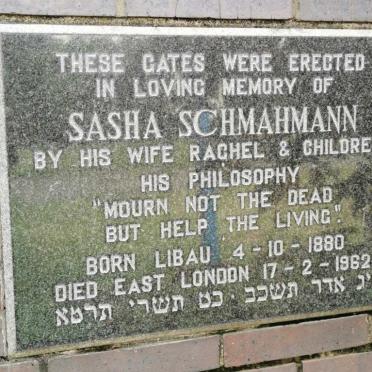 THESE GATES WERE ERECTED
IN LOVING MEMORY OF
SASHA SCHMAHMANN
BY HIS WIFE RACHEL & CHILDRE
HIS PHILOSOPHY
"MOURN NOT THE DEAD
BUT HELP THE LIVING".
BORN LIBAU 4-10-1880
DIED EAST LONDON 17-2-1962
כט תשרי תרמא · יג אדר תשכב